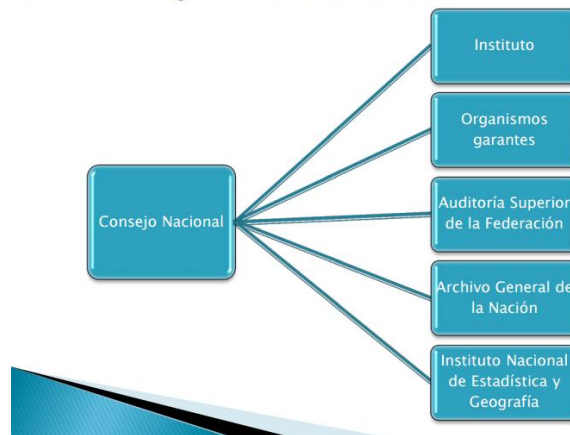 Instituto
Organismos
garantes
Consejo Nacional
Auditoría Superior
de la Federación
Archivo General de
la Nación
Instituto Nacional
de Estadística y
Geografía